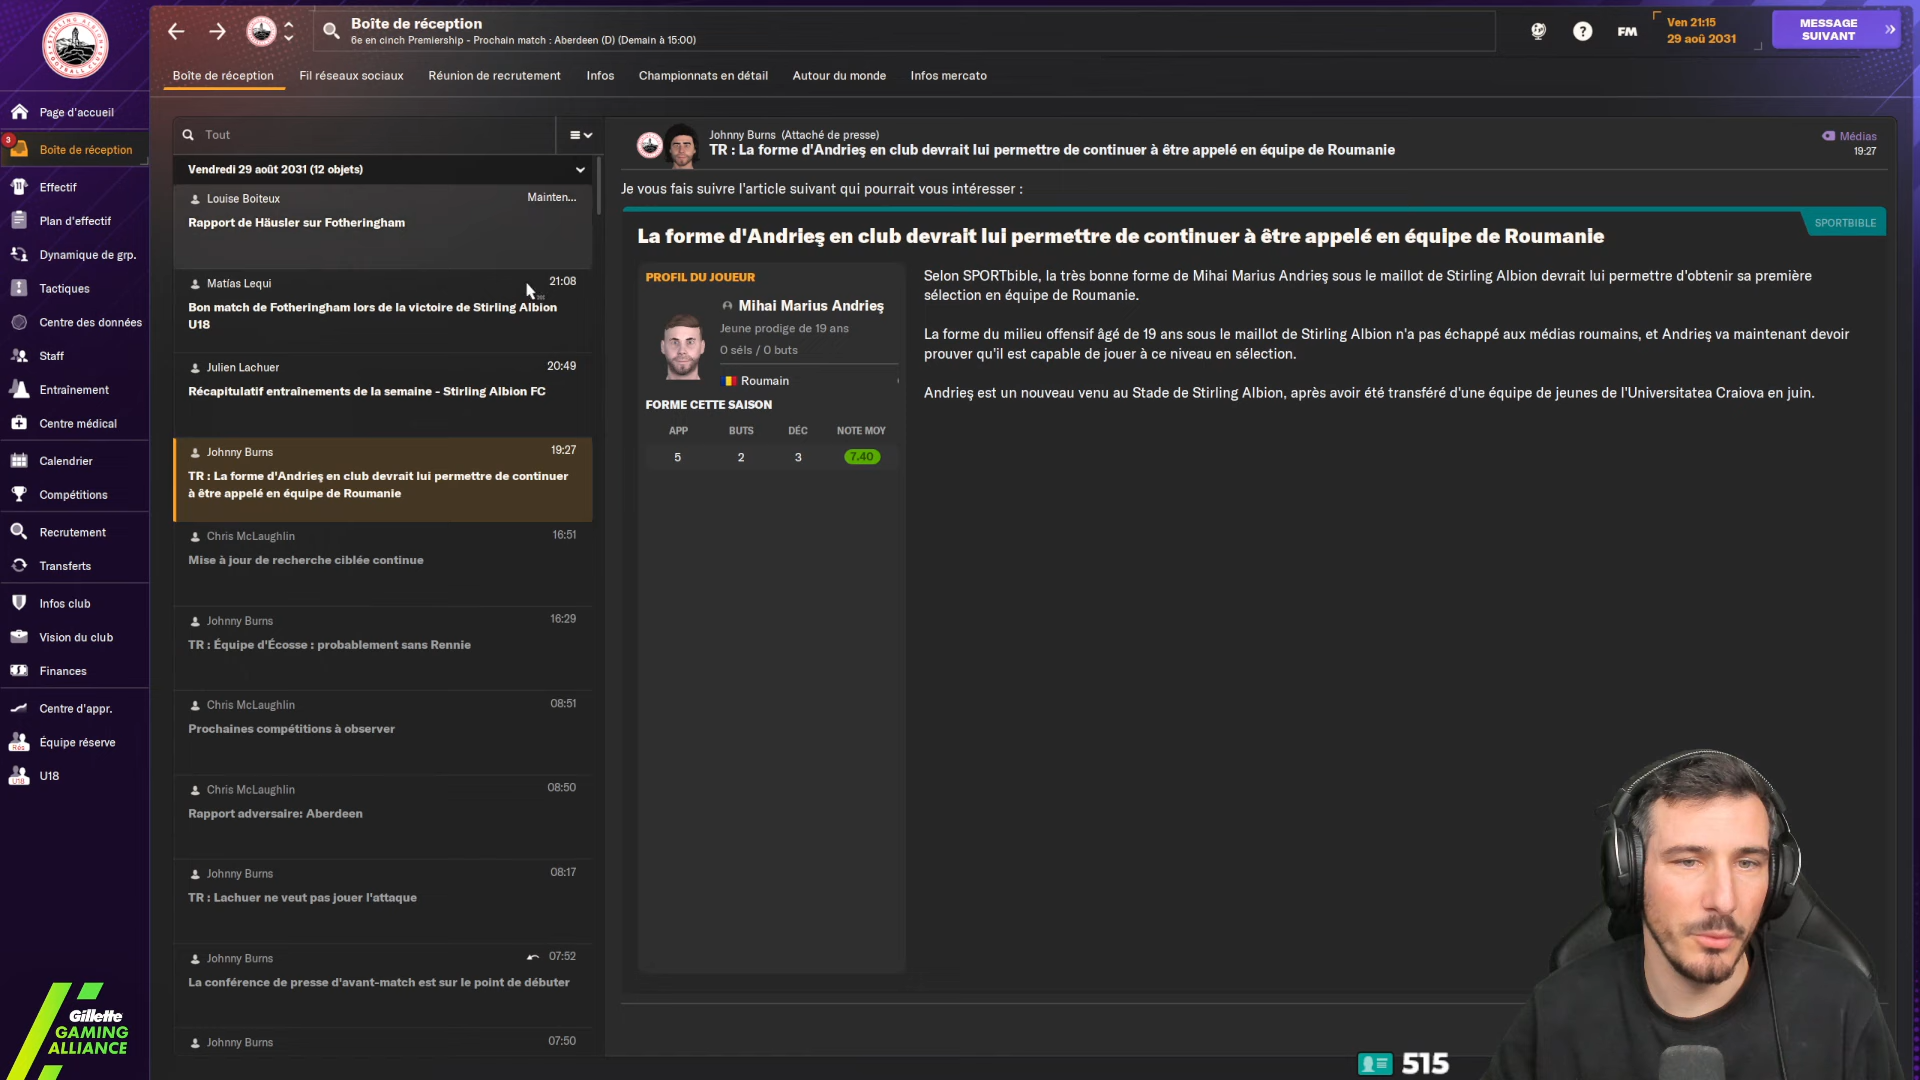 Boîte de réception
6e en cinch Premiership - Prochain match : Aberdeen (D) (Demain à 15:00)
FM
Ven 21:15
29 aoû 2031
MESSAGE
SUIVANT
Boîte de réception
Fil réseaux sociaux
Réunion de recrutement
Infos
Championnats en détail
Autour du monde
Infos mercato
Page d'accueil
3
Boîte de réception
Effectif
Plan d'effectif
Dynamique de grp.
Tactiques
Centre des données
Staff
Entraînement
Centre médical
Calendrier
Compétitions
Recrutement
Transferts
Infos club
Vision du club
Finances
Centre d'appr.
Équipe réserve
U18
Gillette
GAMING
ALLIANCE
Tout
Vendredi 29 août 2031 (12 objets)
Louise Boiteux
Mainten...
Rapport de Häusler sur Fotheringham
Matías Lequi
21:08
Bon match de Fotheringham lors de la victoire de Stirling Albion
U18
Julien Lachuer
20:49
Récapitulatif entraînements de la semaine - Stirling Albion FC
Johnny Burns
19:27
TR : La forme d'Andrieș en club devrait lui permettre de continuer
à être appelé en équipe de Roumanie
Chris McLaughlin
16:51
Mise à jour de recherche ciblée continue
Johnny Burns
16:29
TR : Équipe d'Écosse : probablement sans Rennie
Chris McLaughlin
08:51
Prochaines compétitions à observer
Chris McLaughlin
08:50
Rapport adversaire: Aberdeen
Johnny Burns
08:17
TR : Lachuer ne veut pas jouer l'attaque
Johnny Burns
07:52
La conférence de presse d'avant-match est sur le point de débuter
Johnny Burns
07:50
Johnny Burns (Attaché de presse)
TR : La forme d'Andrieș en club devrait lui permettre de continuer à être appelé en équipe de Roumanie
Médias
19:27
Je vous fais suivre l'article suivant qui pourrait vous intéresser :
SPORTBIBLE
La forme d'Andrieș en club devrait lui permettre de continuer à être appelé en équipe de Roumanie
PROFIL DU JOUEUR
Mihai Marius Andrieș
Jeune prodige de 19 ans
0 séls / 0 buts
Roumain
FORME CETTE SAISON
APP BUTS DÉC NOTE MOY
5 2 3 7.40
Selon SPORTbible, la très bonne forme de Mihai Marius Andrieș sous le maillot de Stirling Albion devrait lui permettre d'obtenir sa première
sélection en équipe de Roumanie.
La forme du milieu offensif âgé de 19 ans sous le maillot de Stirling Albion n'a pas échappé aux médias roumains, et Andrieș va maintenant devoir
prouver qu'il est capable de jouer à ce niveau en sélection.
Andrieș est un nouveau venu au Stade de Stirling Albion, après avoir été transféré d'une équipe de jeunes de l'Universitatea Craiova en juin.
515